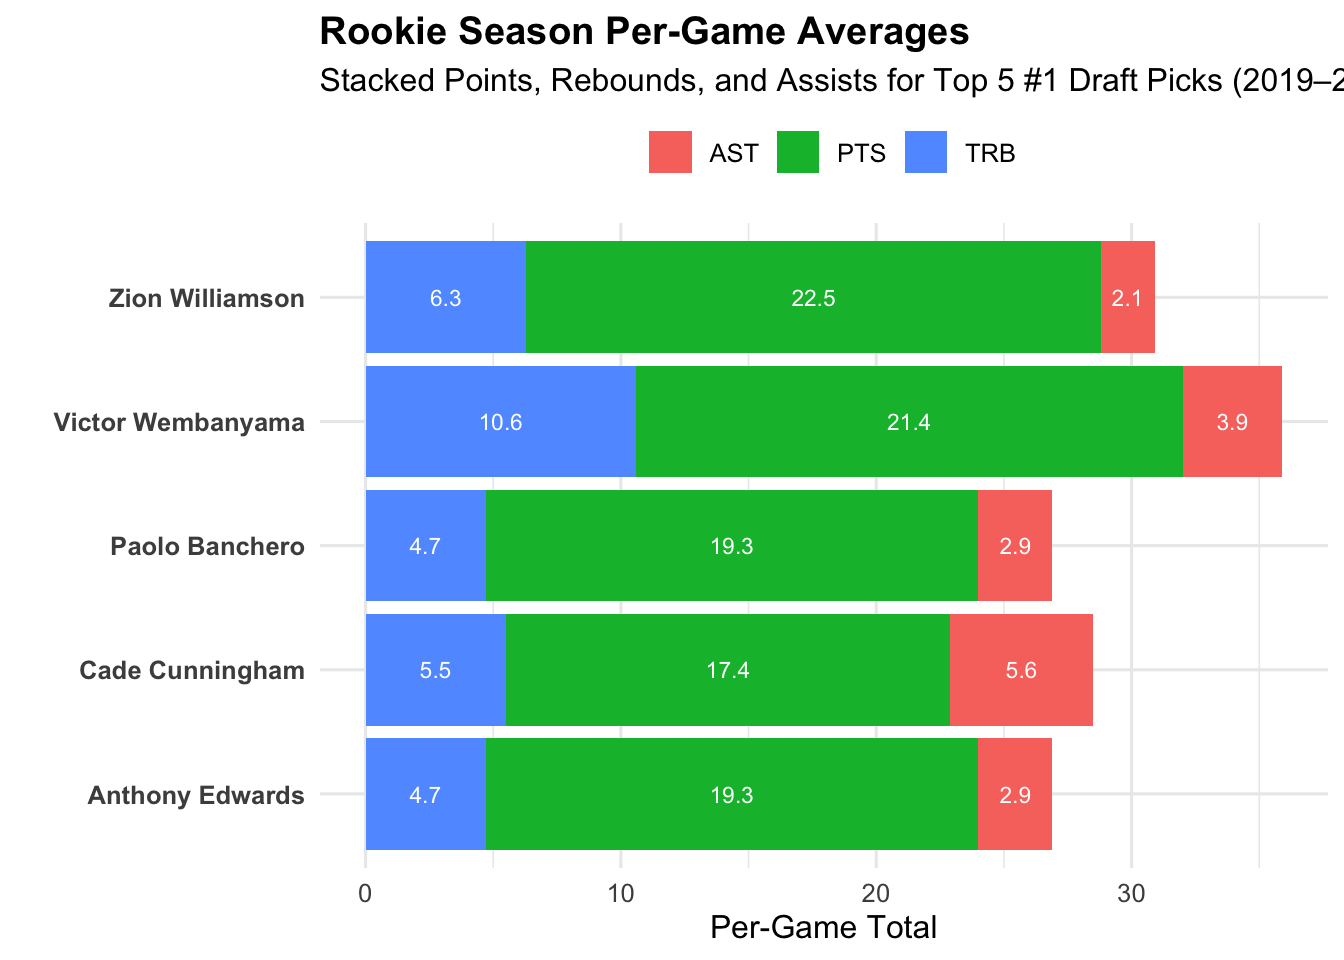 Rookie Season Per-Game Averages
Stacked Points, Rebounds, and Assists for Top 5 #1 Draft Picks (2019–2
AST PTS TRB
Zion Williamson 6.3 22.5 2.1
Victor Wembanyama 10.6 21.4 3.9
Paolo Banchero 4.7 19.3 2.9
Cade Cunningham 5.5 17.4 5.6
Anthony Edwards 4.7 19.3 2.9
0 10 20 30
Per-Game Total